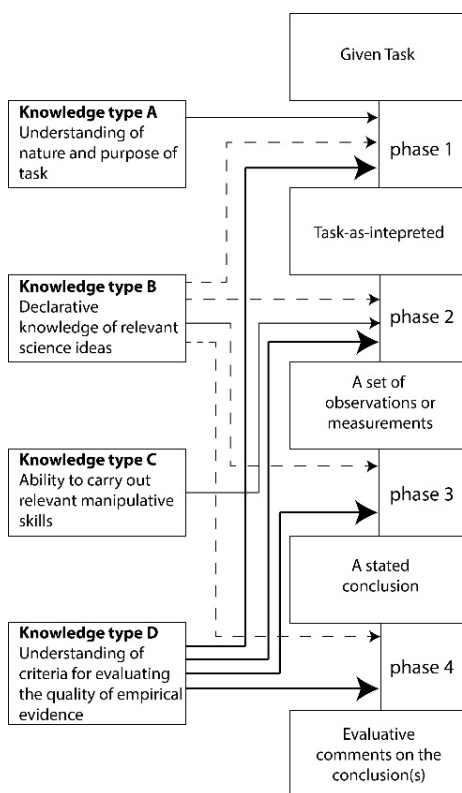 Given Task
Knowledge type A
Understanding of
nature and purpose of
task
phase 1
Task-as-intepreted
Knowledge type B
Declarative
knowledge of relevant
science ideas
phase 2
A set of
observations or
measurements
Knowledge type C
Ability to carry out
relevant manipulative
skills
phase 3
A stated
conclusion
Knowledge type D
Understanding of
criteria for evaluating
the quality of empirical
evidence
phase 4
Evaluative
comments on the
conclusion(s)